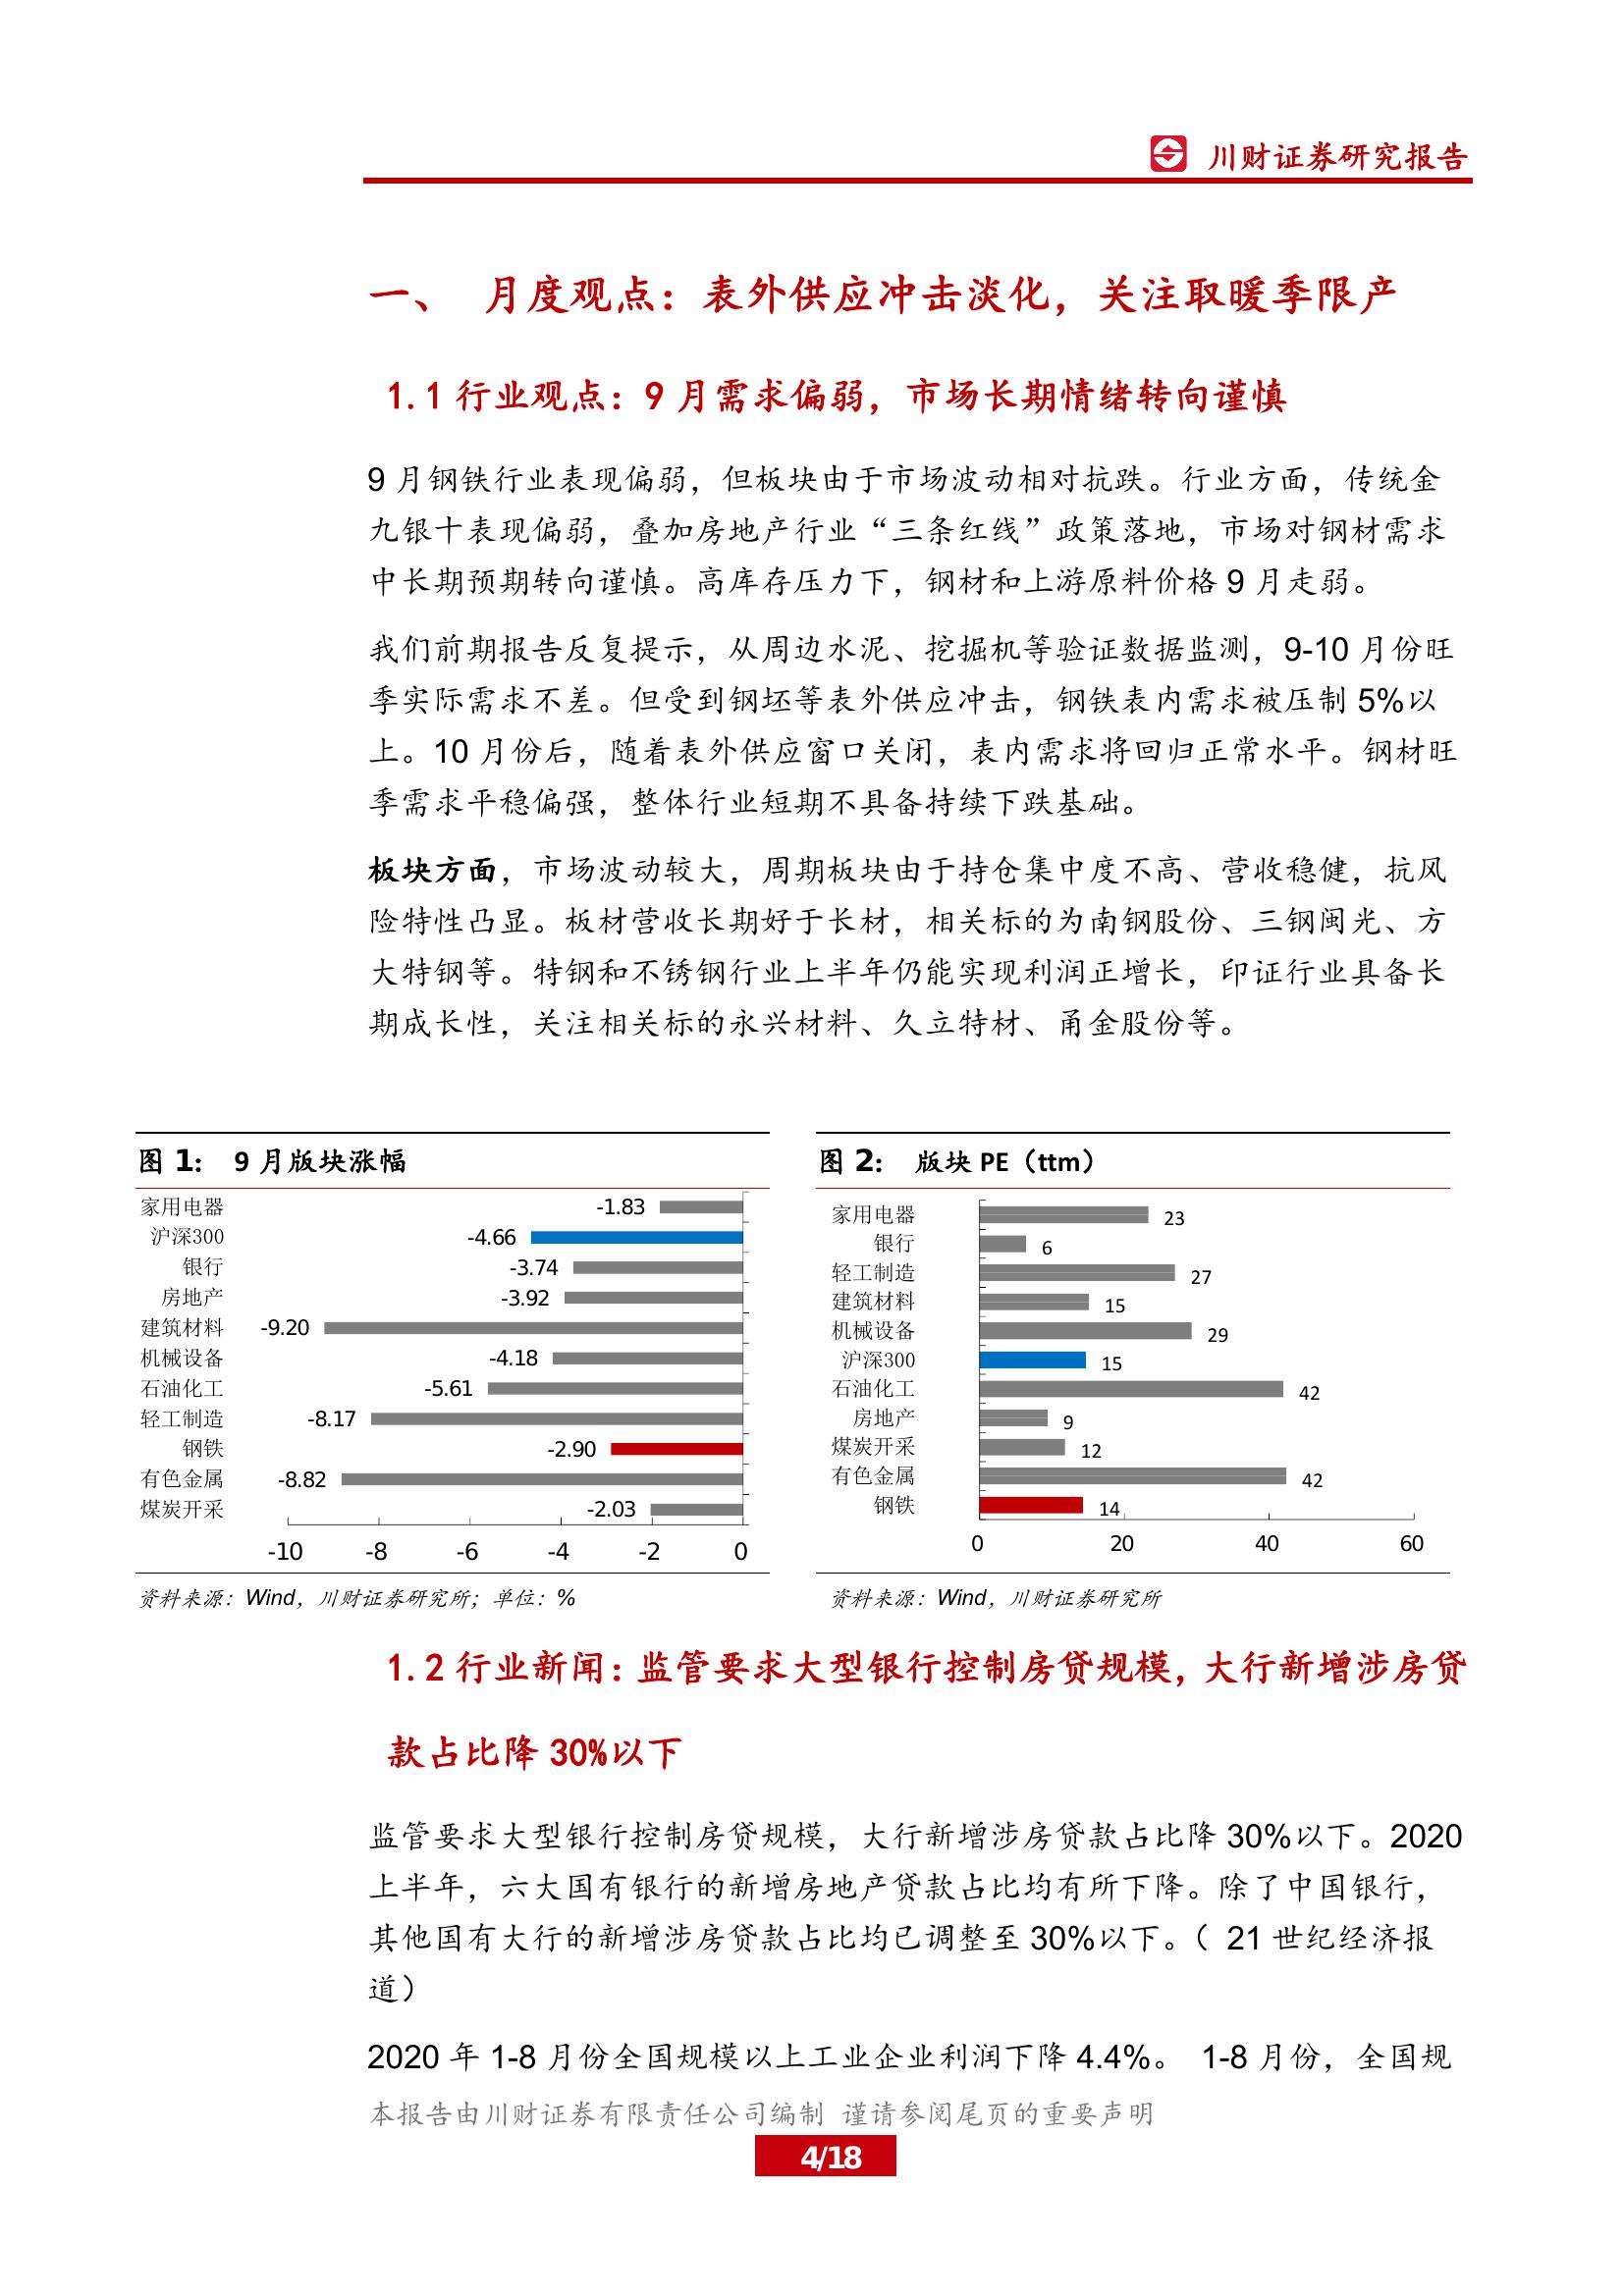 川财证券研究报告
一、 月度观点：表外供应冲击淡化，关注取暖季限产
1.1 行业观点：9 月需求偏弱，市场长期情绪转向谨慎
9 月钢铁行业表现偏弱，但板块由于市场波动相对抗跌。行业方面，传统金
九银十表现偏弱，叠加房地产行业“三条红线”政策落地，市场对钢材需求
中长期预期转向谨慎。高库存压力下，钢材和上游原料价格 9 月走弱。
我们前期报告反复提示，从周边水泥、挖掘机等验证数据监测，9-10 月份旺
季实际需求不差。但受到钢坯等表外供应冲击，钢铁表内需求被压制 5%以
上。10 月份后，随着表外供应窗口关闭，表内需求将回归正常水平。钢材旺
季需求平稳偏强，整体行业短期不具备持续下跌基础。
板块方面，市场波动较大，周期板块由于持仓集中度不高、营收稳健，抗风
险特性凸显。板材营收长期好于长材，相关标的为南钢股份、三钢闽光、方
大特钢等。特钢和不锈钢行业上半年仍能实现利润正增长，印证行业具备长
期成长性，关注相关标的永兴材料、久立特材、甬金股份等。
图 1： 9 月版块涨幅
家用电器 -1.83
沪深300 -4.66
银行 -3.74
房地产 -3.92
建筑材料 -9.20
机械设备 -4.18
石油化工 -5.61
轻工制造 -8.17
钢铁 -2.90
有色金属 -8.82
煤炭开采 -2.03
-10 -8 -6 -4 -2 0
资料来源：Wind，川财证券研究所；单位：%
图 2： 版块 PE（ttm）
家用电器 23
银行 6
轻工制造 27
建筑材料 15
机械设备 29
沪深300 15
石油化工 42
房地产 9
煤炭开采 12
有色金属 42
钢铁 14
0 20 40 60
资料来源：Wind，川财证券研究所
1.2 行业新闻：监管要求大型银行控制房贷规模，大行新增涉房贷
款占比降 30%以下
监管要求大型银行控制房贷规模，大行新增涉房贷款占比降 30%以下。2020
上半年，六大国有银行的新增房地产贷款占比均有所下降。除了中国银行，
其他国有大行的新增涉房贷款占比均已调整至 30%以下。（ 21 世纪经济报
道）
2020 年 1-8 月份全国规模以上工业企业利润下降 4.4%。 1-8 月份，全国规
本报告由川财证券有限责任公司编制 谨请参阅尾页的重要声明
4/18